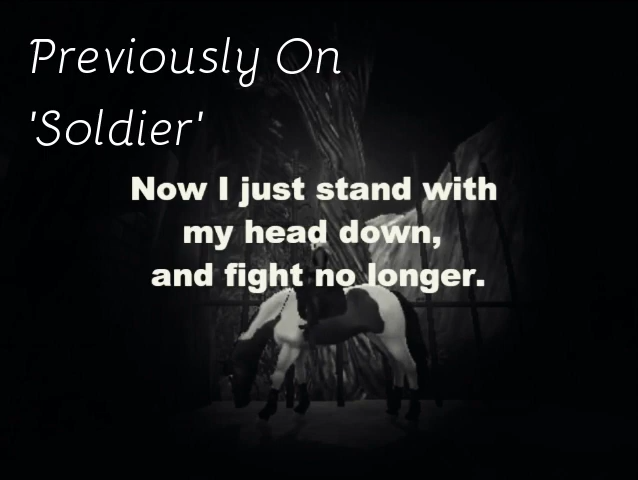 Previously On
'Soldier'
Now I just stand with
my head down,
and fight no longer.